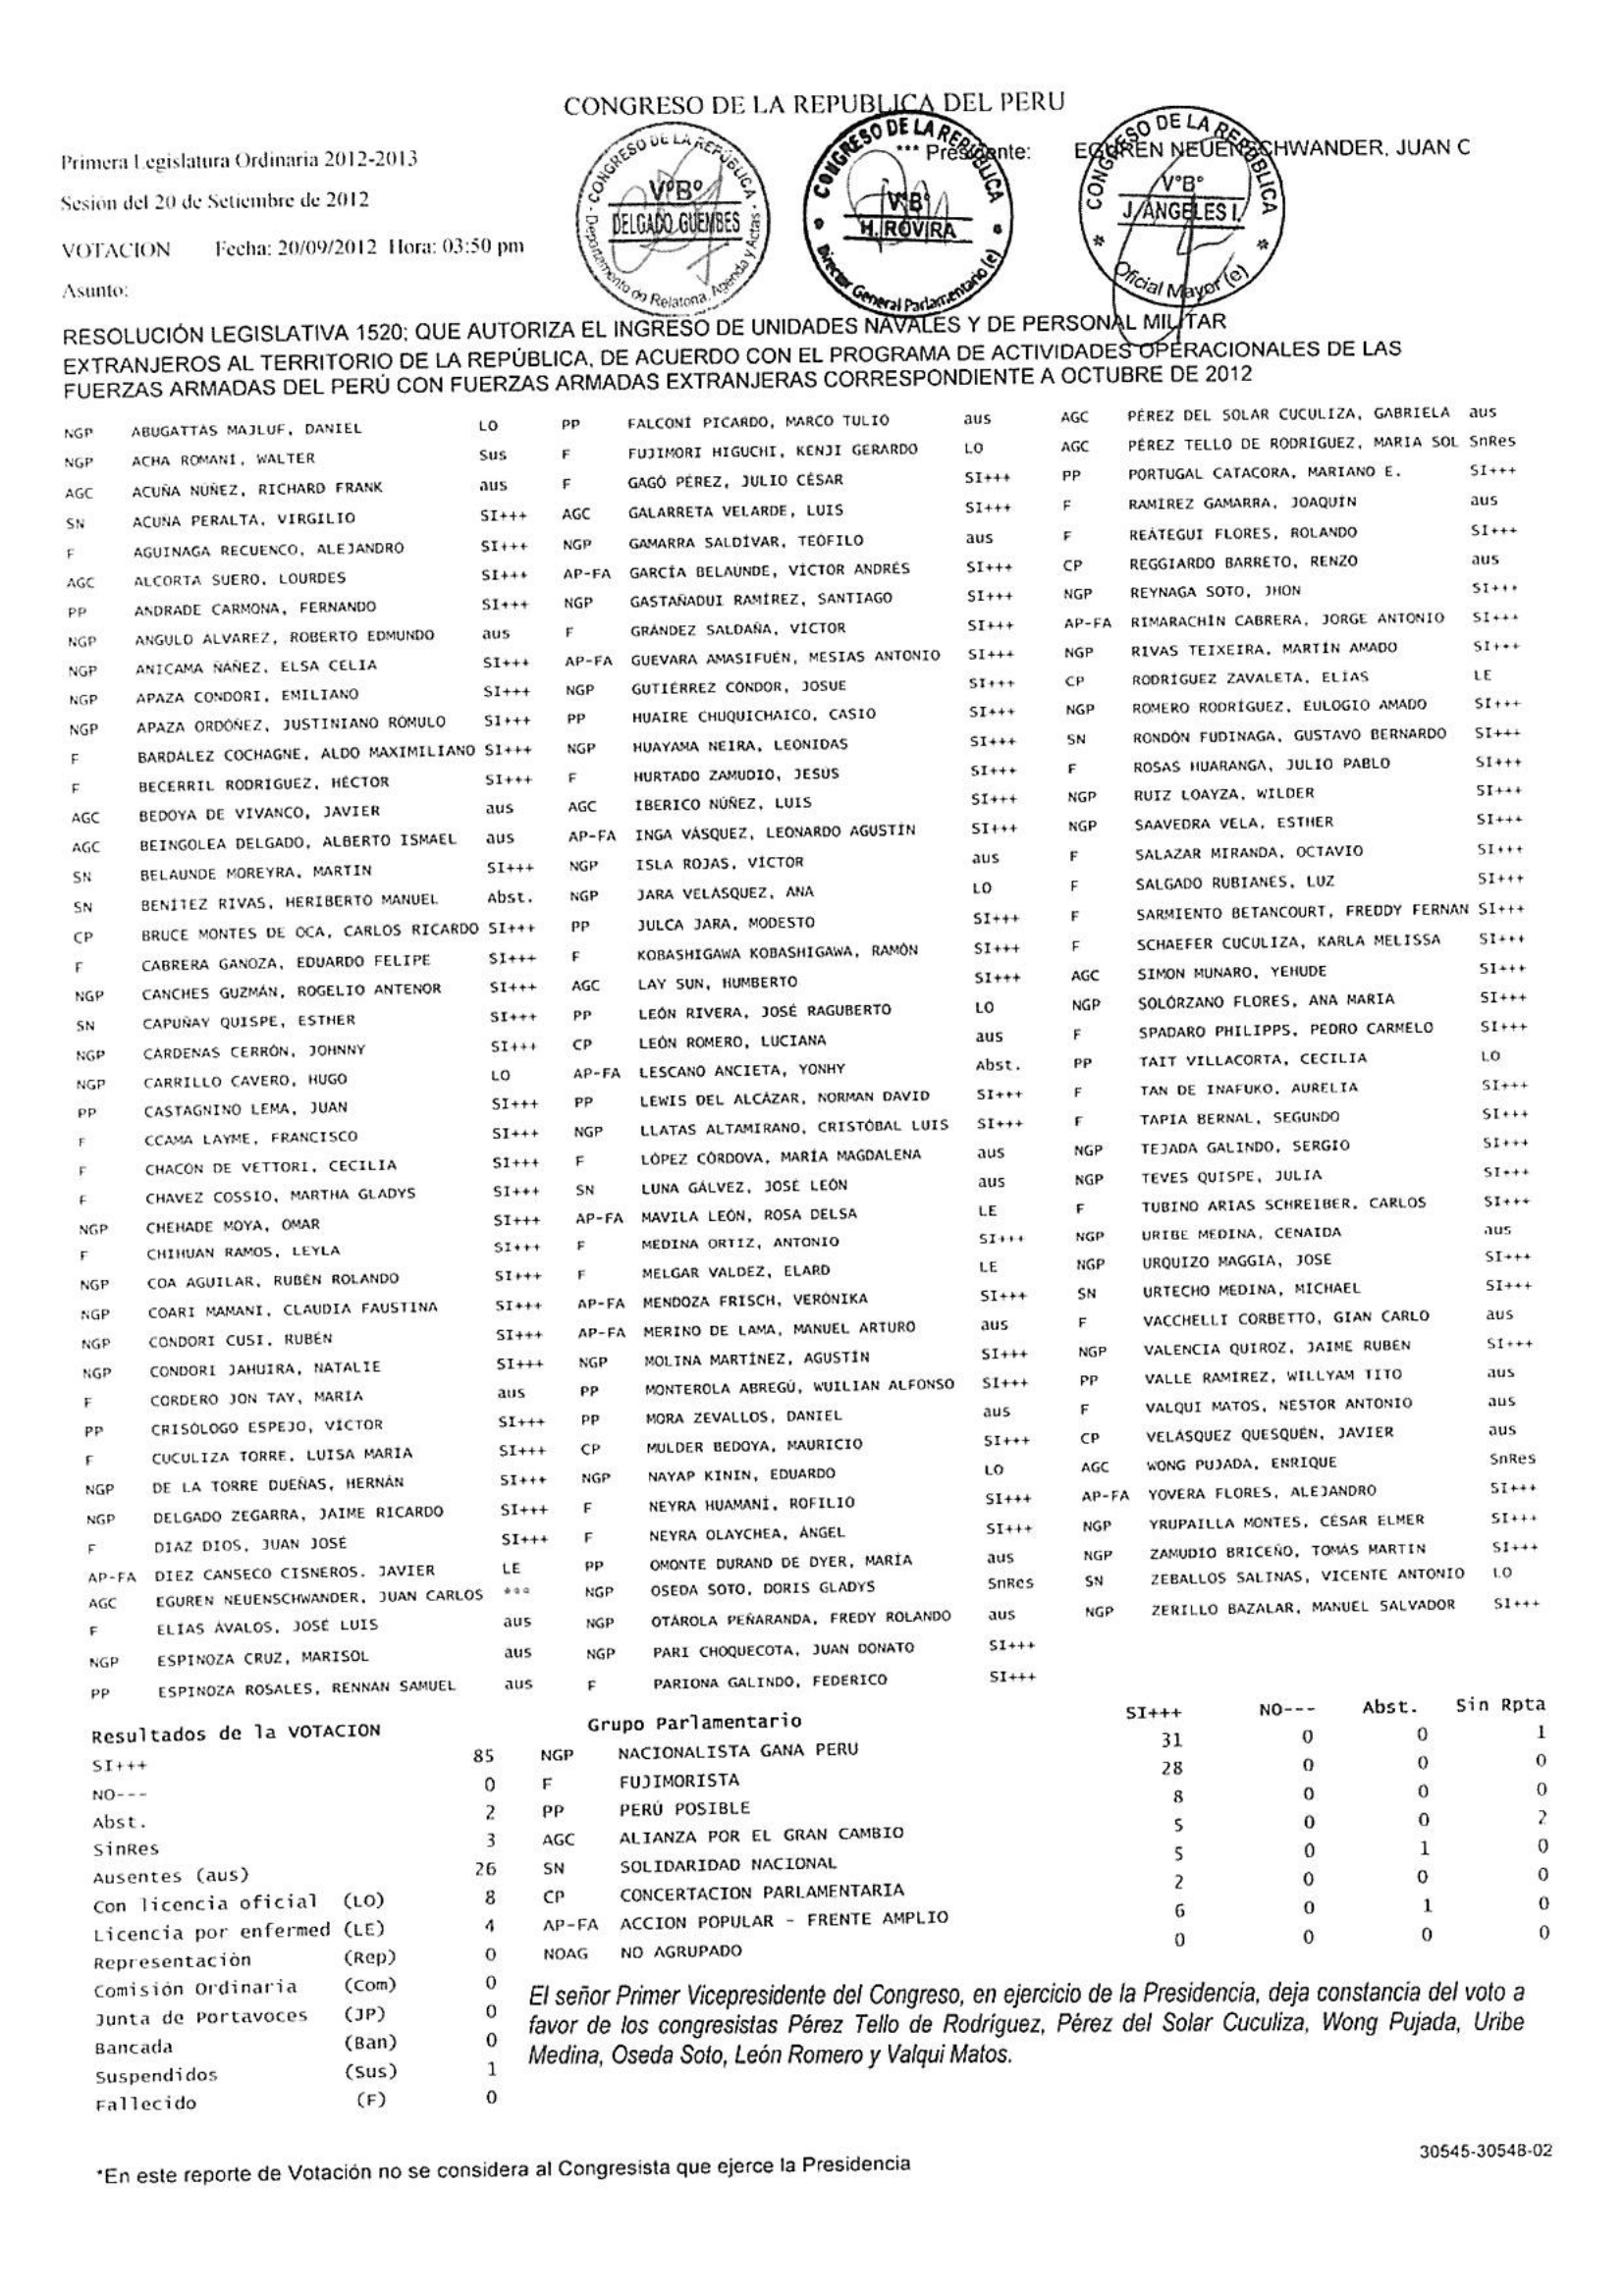 CONGRESO DE LA REPUBLICA DEL PERU
Primera Legislatura Ordinaria 2012-2013
*** Presidente: EGUREN NEUENSCHWANDER, JUAN C
Sesión del 20 de Setiembre de 2012
VOTACION Fecha: 20/09/2012 Hora: 03:50 pm
Asunto:
CONGRESO DE LA REPÚBLICA
VºBº
DELGADO GUEMBES
Departamento de Relatoria, Agenda y Actas
CONGRESO DE LA REPÚBLICA
VºBº
H. ROVIRA
Director General Parlamentario (e)
CONGRESO DE LA REPÚBLICA
VºBº
J. ANGELES I.
Oficial Mayor (e)
RESOLUCIÓN LEGISLATIVA 1520; QUE AUTORIZA EL INGRESO DE UNIDADES NAVALES Y DE PERSONAL MILITAR
EXTRANJEROS AL TERRITORIO DE LA REPÚBLICA, DE ACUERDO CON EL PROGRAMA DE ACTIVIDADES OPERACIONALES DE LAS
FUERZAS ARMADAS DEL PERÚ CON FUERZAS ARMADAS EXTRANJERAS CORRESPONDIENTE A OCTUBRE DE 2012
NGP ABUGATTÁS MAJLUF, DANIEL LO
NGP ACHA ROMANI, WALTER Sus
AGC ACUÑA NÚÑEZ, RICHARD FRANK aus
SN ACUÑA PERALTA, VIRGILIO SI+++
F AGUINAGA RECUENCO, ALEJANDRO SI+++
AGC ALCORTA SUERO, LOURDES SI+++
PP ANDRADE CARMONA, FERNANDO SI+++
NGP ANGULO ALVAREZ, ROBERTO EDMUNDO aus
NGP ANICAMA ÑAÑEZ, ELSA CELIA SI+++
NGP APAZA CONDORI, EMILIANO SI+++
NGP APAZA ORDÓÑEZ, JUSTINIANO RÓMULO SI+++
F BARDÁLEZ COCHAGNE, ALDO MAXIMILIANO SI+++
F BECERRIL RODRÍGUEZ, HÉCTOR SI+++
AGC BEDOYA DE VIVANCO, JAVIER aus
AGC BEINGOLEA DELGADO, ALBERTO ISMAEL aus
SN BELAUNDE MOREYRA, MARTIN SI+++
SN BENÍTEZ RIVAS, HERIBERTO MANUEL Abst.
CP BRUCE MONTES DE OCA, CARLOS RICARDO SI+++
F CABRERA GANOZA, EDUARDO FELIPE SI+++
NGP CANCHES GUZMÁN, ROGELIO ANTENOR SI+++
SN CAPUÑAY QUISPE, ESTHER SI+++
NGP CÁRDENAS CERRÓN, JOHNNY SI+++
NGP CARRILLO CAVERO, HUGO LO
PP CASTAGNINO LEMA, JUAN SI+++
F CCAMA LAYME, FRANCISCO SI+++
F CHACÓN DE VETTORI, CECILIA SI+++
F CHAVEZ COSSIO, MARTHA GLADYS SI+++
NGP CHEHADE MOYA, OMAR SI+++
F CHIHUAN RAMOS, LEYLA SI+++
NGP COA AGUILAR, RUBÉN ROLANDO SI+++
NGP COARI MAMANI, CLAUDIA FAUSTINA SI+++
NGP CONDORI CUSI, RUBÉN SI+++
NGP CONDORI JAHUIRA, NATALIE SI+++
F CORDERO JON TAY, MARIA aus
PP CRISÓLOGO ESPEJO, VÍCTOR SI+++
F CUCULIZA TORRE, LUISA MARÍA SI+++
NGP DE LA TORRE DUEÑAS, HERNÁN SI+++
NGP DELGADO ZEGARRA, JAIME RICARDO SI+++
F DIAZ DIOS, JUAN JOSÉ SI+++
AP-FA DIEZ CANSECO CISNEROS, JAVIER LE
AGC EGUREN NEUENSCHWANDER, JUAN CARLOS ***
F ELÍAS ÁVALOS, JOSÉ LUIS aus
NGP ESPINOZA CRUZ, MARISOL aus
PP ESPINOZA ROSALES, RENNÁN SAMUEL aus
PP FALCONÍ PICARDO, MARCO TULIO aus
F FUJIMORI HIGUCHI, KENJI GERARDO LO
F GAGÓ PÉREZ, JULIO CÉSAR SI+++
AGC GALARRETA VELARDE, LUIS SI+++
NGP GAMARRA SALDÍVAR, TEÓFILO aus
AP-FA GARCÍA BELAÚNDE, VÍCTOR ANDRÉS SI+++
NGP GASTAÑADUI RAMÍREZ, SANTIAGO SI+++
F GRÁNDEZ SALDAÑA, VÍCTOR SI+++
AP-FA GUEVARA AMASIFUÉN, MESIAS ANTONIO SI+++
NGP GUTIÉRREZ CÓNDOR, JOSUE SI+++
PP HUAIRE CHUQUICHAICO, CASIO SI+++
NGP HUAYAMA NEIRA, LEONIDAS SI+++
F HURTADO ZAMUDIO, JESÚS SI+++
AGC IBERICO NÚÑEZ, LUIS SI+++
AP-FA INGA VÁSQUEZ, LEONARDO AGUSTÍN SI+++
NGP ISLA ROJAS, VÍCTOR aus
NGP JARA VELASQUEZ, ANA LO
PP JULCA JARA, MODESTO SI+++
F KOBASHIGAWA KOBASHIGAWA, RAMÓN SI+++
AGC LAY SUN, HUMBERTO SI+++
PP LEÓN RIVERA, JOSÉ RAGUBERTO LO
CP LEÓN ROMERO, LUCIANA aus
AP-FA LESCANO ANCIETA, YONHY Abst.
PP LEWIS DEL ALCÁZAR, NORMAN DAVID SI+++
NGP LLATAS ALTAMIRANO, CRISTÓBAL LUIS SI+++
F LÓPEZ CÓRDOVA, MARÍA MAGDALENA aus
SN LUNA GÁLVEZ, JOSÉ LEÓN aus
AP-FA MAVILA LEÓN, ROSA DELSA LE
F MEDINA ORTIZ, ANTONIO SI+++
F MELGAR VALDEZ, ELARD LE
AP-FA MENDOZA FRISCH, VERÓNIKA SI+++
AP-FA MERINO DE LAMA, MANUEL ARTURO aus
NGP MOLINA MARTÍNEZ, AGUSTÍN SI+++
PP MONTEROLA ABREGÚ, WUILIAN ALFONSO SI+++
PP MORA ZEVALLOS, DANIEL aus
CP MULDER BEDOYA, MAURICIO SI+++
NGP NAYAP KININ, EDUARDO LO
F NEYRA HUAMANÍ, ROFILIO SI+++
F NEYRA OLAYCHEA, ÁNGEL SI+++
PP OMONTE DURAND DE DYER, MARÍA aus
NGP OSEDA SOTO, DORIS GLADYS SnRes
NGP OTÁROLA PEÑARANDA, FREDY ROLANDO aus
NGP PARI CHOQUECOTA, JUAN DONATO SI+++
F PARIONA GALINDO, FEDERICO SI+++
AGC PÉREZ DEL SOLAR CUCULIZA, GABRIELA aus
AGC PÉREZ TELLO DE RODRIGUEZ, MARIA SOL SnRes
PP PORTUGAL CATACORA, MARIANO E. SI+++
F RAMÍREZ GAMARRA, JOAQUÍN aus
F REÁTEGUI FLORES, ROLANDO SI+++
CP REGGIARDO BARRETO, RENZO aus
NGP REYNAGA SOTO, JHON SI+++
AP-FA RIMARACHÍN CABRERA, JORGE ANTONIO SI+++
NGP RIVAS TEIXEIRA, MARTÍN AMADO SI+++
CP RODRÍGUEZ ZAVALETA, ELÍAS LE
NGP ROMERO RODRÍGUEZ, EULOGIO AMADO SI+++
SN RONDÓN FUDINAGA, GUSTAVO BERNARDO SI+++
F ROSAS HUARANGA, JULIO PABLO SI+++
NGP RUIZ LOAYZA, WILDER SI+++
NGP SAAVEDRA VELA, ESTHER SI+++
F SALAZAR MIRANDA, OCTAVIO SI+++
F SALGADO RUBIANES, LUZ SI+++
F SARMIENTO BETANCOURT, FREDDY FERNAN SI+++
F SCHAEFER CUCULIZA, KARLA MELISSA SI+++
AGC SIMON MUNARO, YEHUDE SI+++
NGP SOLÓRZANO FLORES, ANA MARIA SI+++
F SPADARO PHILIPPS, PEDRO CARMELO SI+++
PP TAIT VILLACORTA, CECILIA LO
F TAN DE INAFUKO, AURELIA SI+++
F TAPIA BERNAL, SEGUNDO SI+++
NGP TEJADA GALINDO, SERGIO SI+++
NGP TEVES QUISPE, JULIA SI+++
F TUBINO ARIAS SCHREIBER, CARLOS SI+++
NGP URIBE MEDINA, CENAIDA aus
NGP URQUIZO MAGGIA, JOSE SI+++
SN URTECHO MEDINA, MICHAEL SI+++
F VACCHELLI CORBETTO, GIAN CARLO aus
NGP VALENCIA QUIROZ, JAIME RUBEN SI+++
PP VALLE RAMÍREZ, WILLYAM TITO aus
F VALQUI MATOS, NESTOR ANTONIO aus
CP VELÁSQUEZ QUESQUÉN, JAVIER aus
AGC WONG PUJADA, ENRIQUE SnRes
AP-FA YOVERA FLORES, ALEJANDRO SI+++
NGP YRUPAILLA MONTES, CÉSAR ELMER SI+++
NGP ZAMUDIO BRICEÑO, TOMÁS MARTIN SI+++
SN ZEBALLOS SALINAS, VICENTE ANTONIO LO
NGP ZERILLO BAZALAR, MANUEL SALVADOR SI+++
Resultados de la VOTACION
SI+++ 85
NO--- 0
Abst. 2
SinRes 3
Ausentes (aus) 26
Con licencia oficial (LO) 8
Licencia por enfermed (LE) 4
Representación (Rep) 0
Comisión Ordinaria (Com) 0
Junta de Portavoces (JP) 0
Bancada (Ban) 0
Suspendidos (Sus) 1
Fallecido (F) 0
Grupo Parlamentario SI+++ NO--- Abst. Sin Rpta
NGP NACIONALISTA GANA PERU 31 0 0 1
F FUJIMORISTA 28 0 0 0
PP PERÚ POSIBLE 8 0 0 0
AGC ALIANZA POR EL GRAN CAMBIO 5 0 0 2
SN SOLIDARIDAD NACIONAL 5 0 1 0
CP CONCERTACION PARLAMENTARIA 2 0 0 0
AP-FA ACCION POPULAR - FRENTE AMPLIO 6 0 1 0
NOAG NO AGRUPADO 0 0 0 0
El señor Primer Vicepresidente del Congreso, en ejercicio de la Presidencia, deja constancia del voto a
favor de los congresistas Pérez Tello de Rodríguez, Pérez del Solar Cuculiza, Wong Pujada, Uribe
Medina, Oseda Soto, León Romero y Valqui Matos.
30545-30548-02
*En este reporte de Votación no se considera al Congresista que ejerce la Presidencia